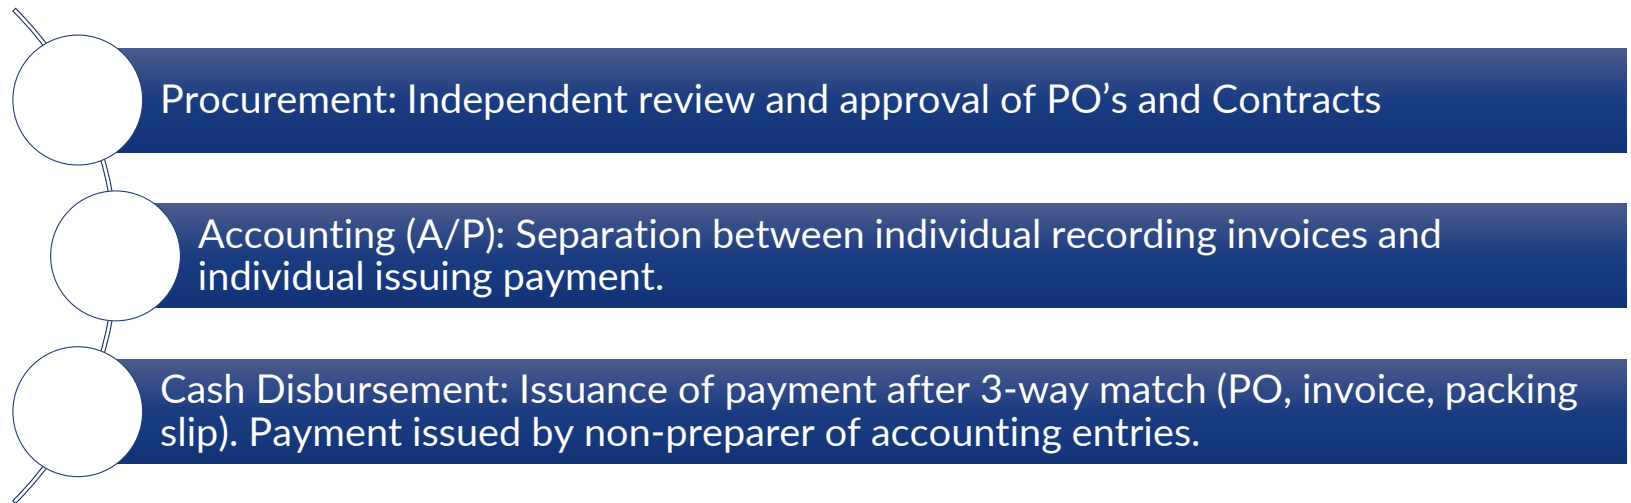 Procurement: Independent review and approval of PO’s and Contracts
Accounting (A/P): Separation between individual recording invoices and
individual issuing payment.
Cash Disbursement: Issuance of payment after 3-way match (PO, invoice, packing
slip). Payment issued by non-preparer of accounting entries.